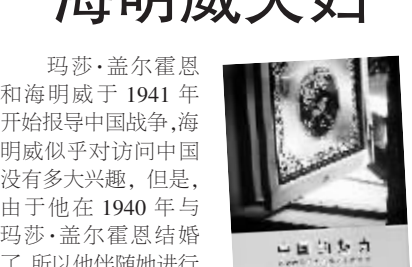 海明威夫妇
玛莎·盖尔霍恩
和海明威于 1941 年
开始报导中国战争,海
明威似乎对访问中国
没有多大兴趣, 但是,
由于他在 1940 年与
玛莎·盖尔霍恩结婚
了,所以他伴随她进行